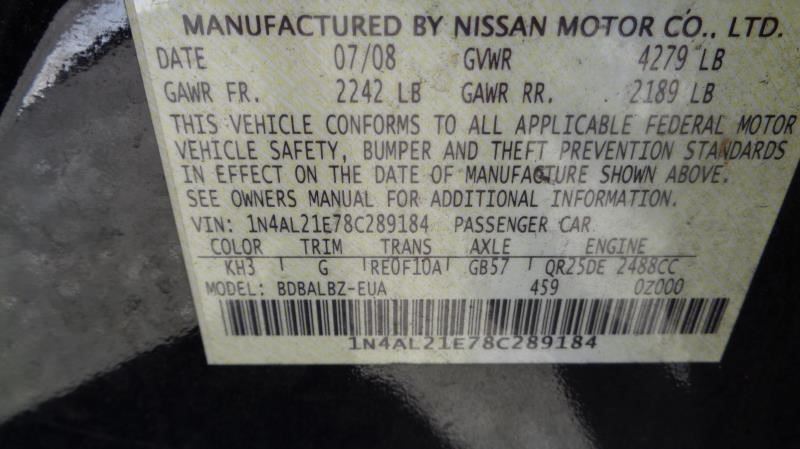 MANUFACTURED BY NISSAN MOTOR CO., LTD.
DATE 07/08 GVWR 4279 LB
GAWR FR. 2242 LB GAWR RR. 2189 LB
THIS VEHICLE CONFORMS TO ALL APPLICABLE FEDERAL MOTOR
VEHICLE SAFETY, BUMPER AND THEFT PREVENTION STANDARDS
IN EFFECT ON THE DATE OF MANUFACTURE SHOWN ABOVE.
SEE OWNERS MANUAL FOR ADDITIONAL INFORMATION.
VIN: 1N4AL21E78C289184 PASSENGER CAR
COLOR TRIM TRANS AXLE ENGINE
KH3 G RE0F10A GB57 QR25DE 2488CC
MODEL: BDBALBZ-EUA 459 0Z000
1N4AL21E78C289184